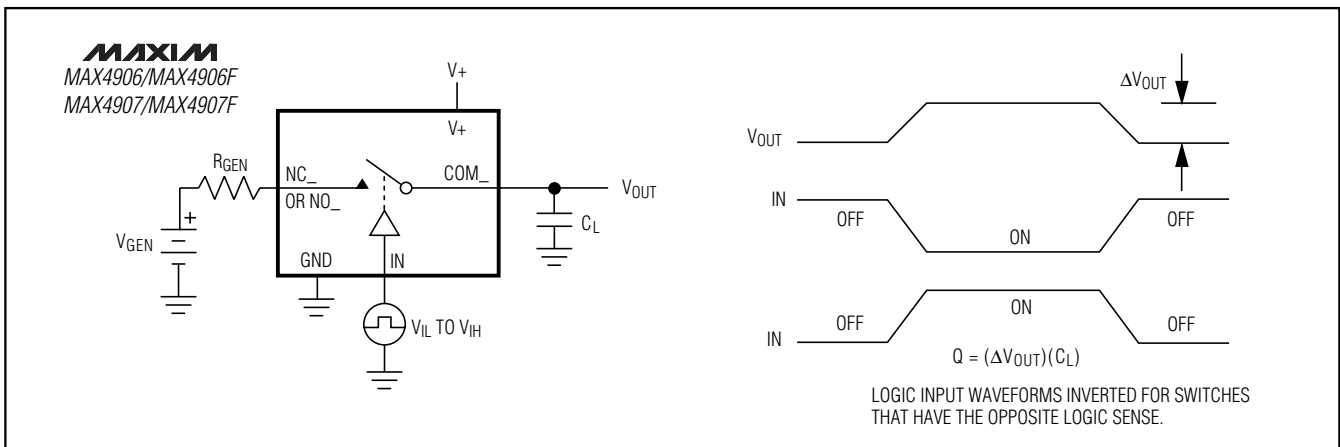 MAXIM
MAX4906/MAX4906F
MAX4907/MAX4907F
V+
V+
RGEN
NC_
OR NO_
COM_
VOUT
CL
VGEN
+
GND
IN
VIL TO VIH
ΔVOUT
VOUT
IN
OFF
ON
OFF
IN
OFF
ON
OFF
Q = (ΔVOUT)(CL)
LOGIC INPUT WAVEFORMS INVERTED FOR SWITCHES
THAT HAVE THE OPPOSITE LOGIC SENSE.